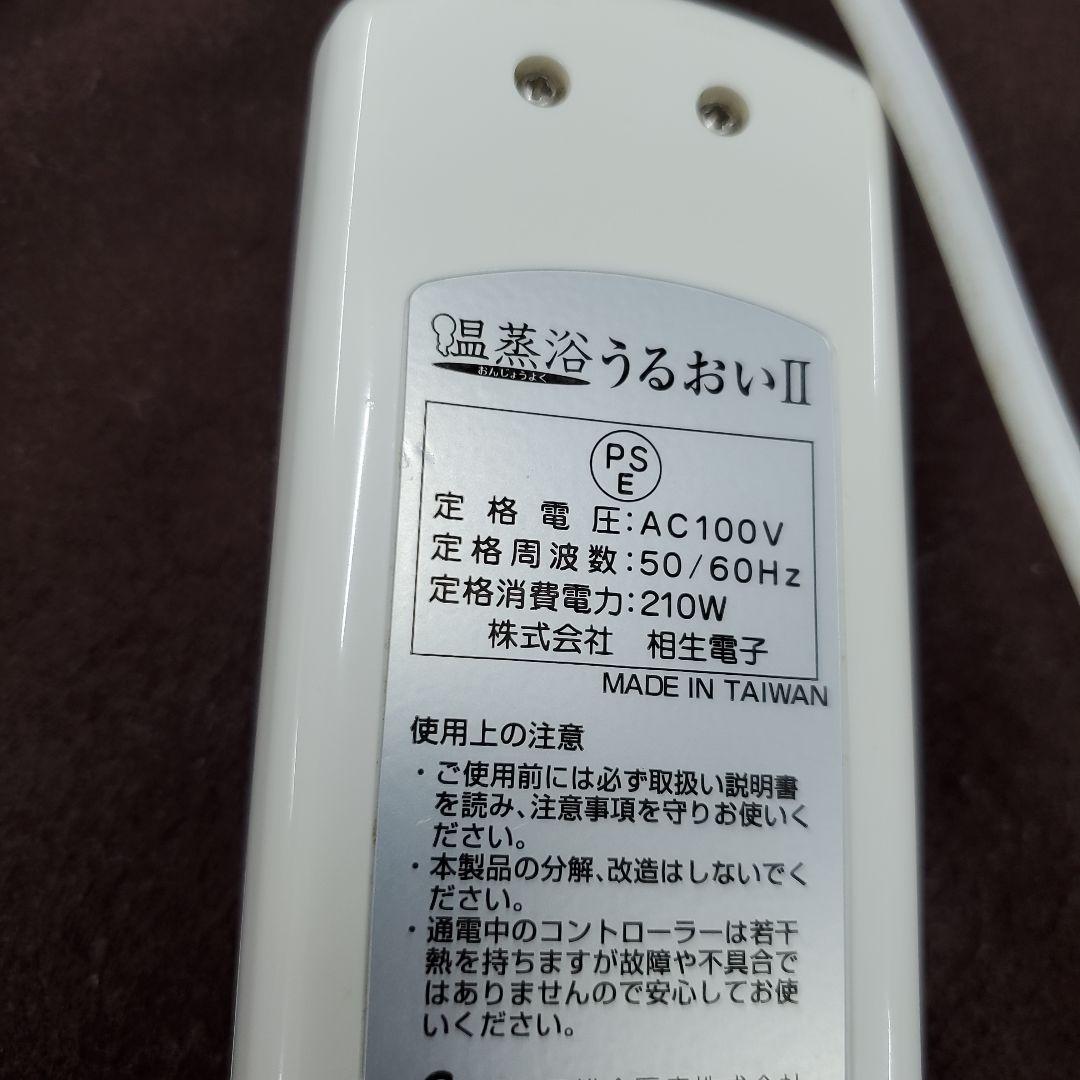 温蒸浴うるおいⅡ
おんじょうよく
PS
E
定格電圧:AC100V
定格周波数:50/60Hz
定格消費電力:210W
株式会社 相生電子
MADE IN TAIWAN
使用上の注意
・ご使用前には必ず取扱い説明書
を読み、注意事項を守りお使いく
ださい。
・本製品の分解、改造はしないでく
ださい。
・通電中のコントローラーは若干
熱を持ちますが故障や不具合で
はありませんので安心してお使
いください。
株式会社